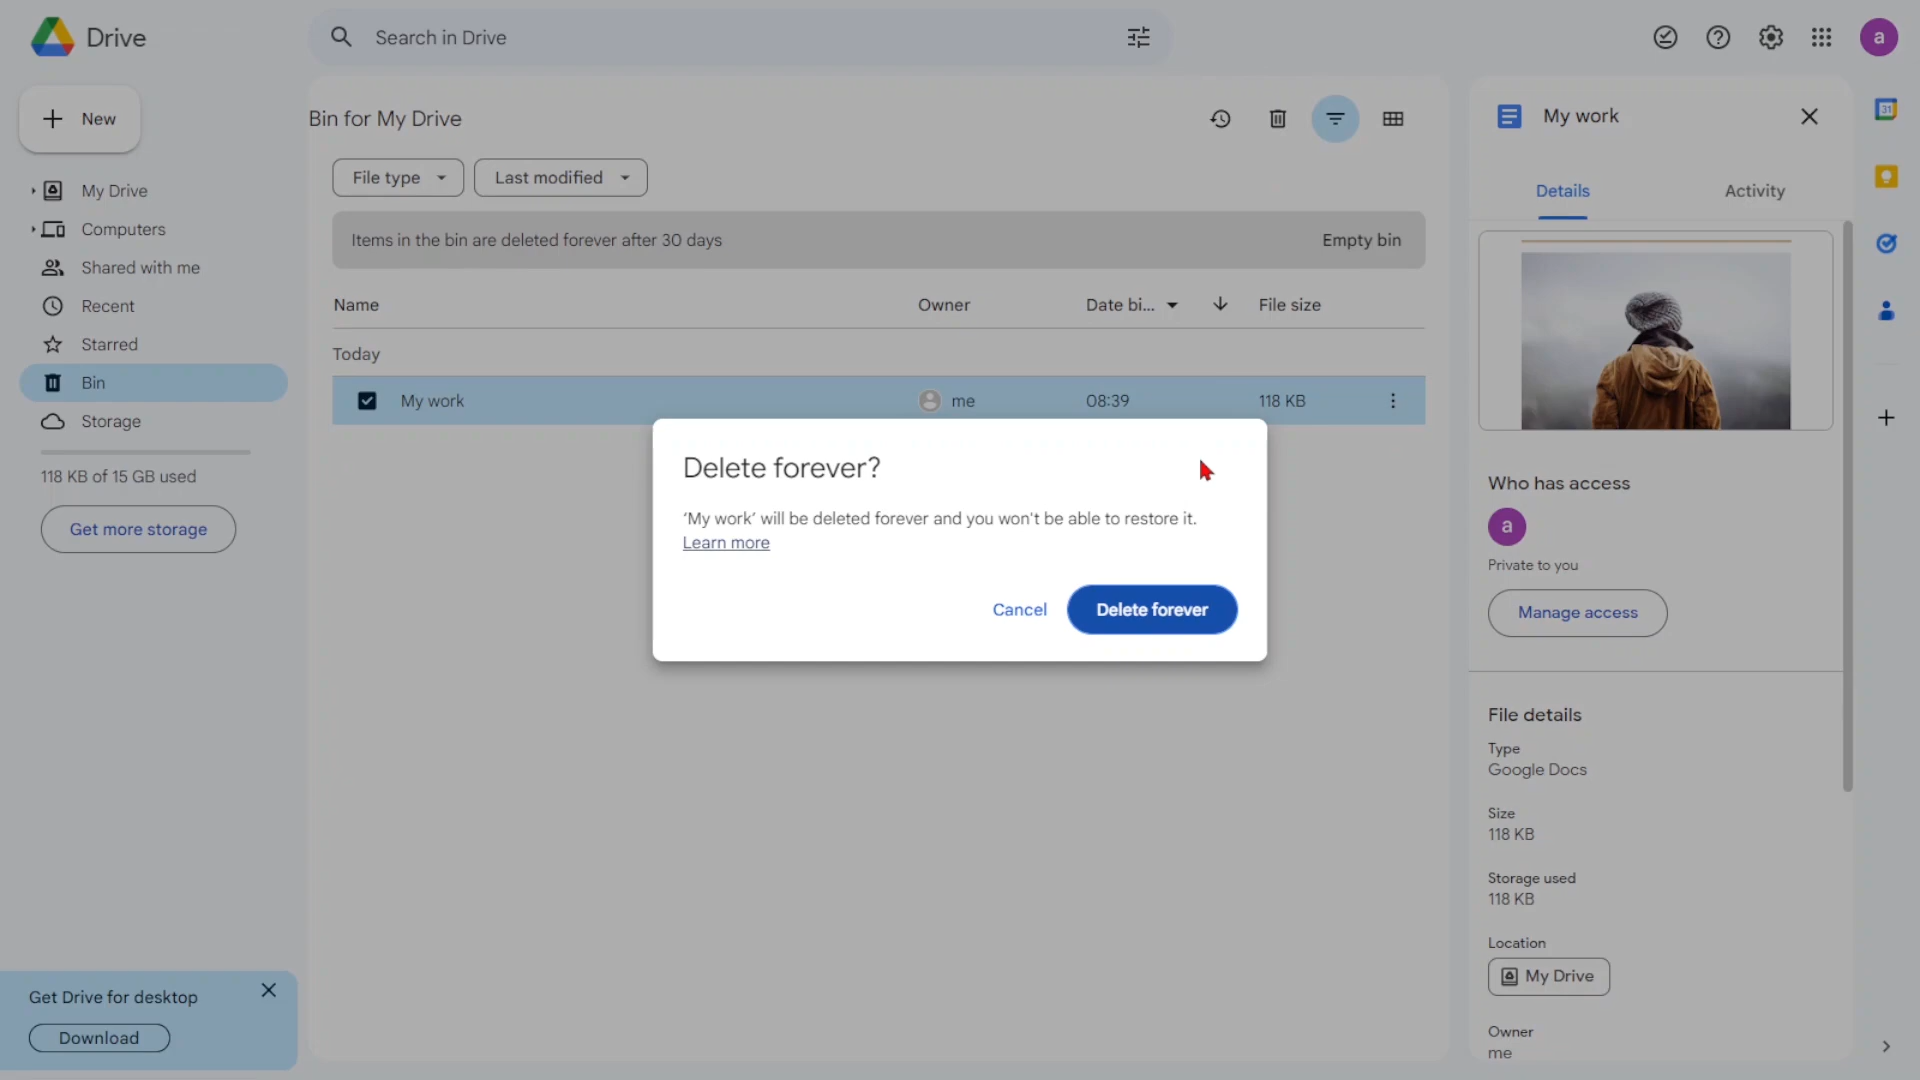 Drive
Search in Drive
a
New
My Drive
Computers
Shared with me
Recent
Starred
Bin
Storage
118 KB of 15 GB used
Get more storage
Get Drive for desktop
Download
Bin for My Drive
File type
Last modified
Items in the bin are deleted forever after 30 days
Empty bin
Name Owner Date bi... File size
Today
My work me 08:39 118 KB
Delete forever?
‘My work’ will be deleted forever and you won't be able to restore it.
Learn more
Cancel Delete forever
My work
Details Activity
Who has access
a
Private to you
Manage access
File details
Type
Google Docs
Size
118 KB
Storage used
118 KB
Location
My Drive
Owner
me
31